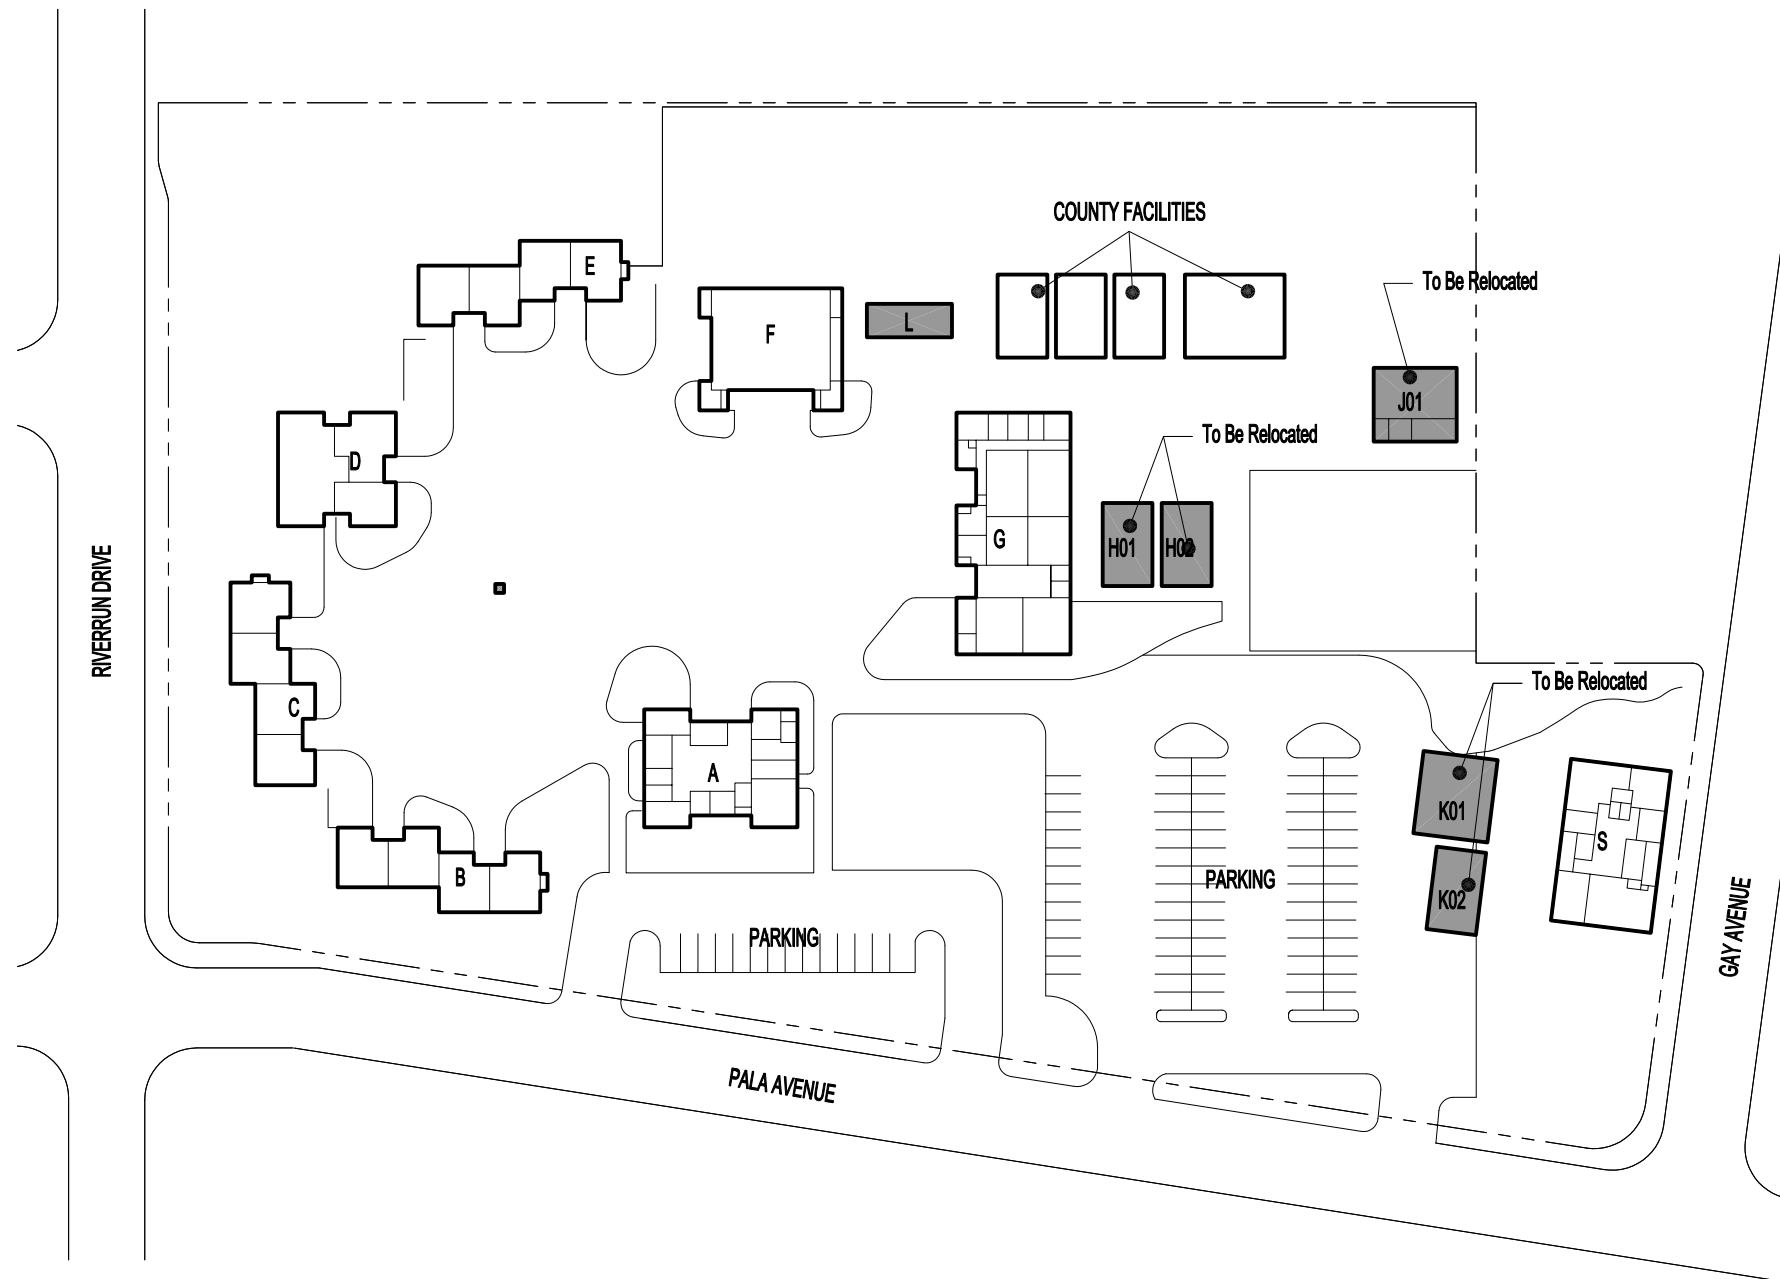 COUNTY FACILITIES
E
To Be Relocated
L
F
J01
To Be Relocated
D
G
H01
H02
RIVERRUN DRIVE
To Be Relocated
C
A
K01
S
B
PARKING
K02
PARKING
GAY AVENUE
PALA AVENUE